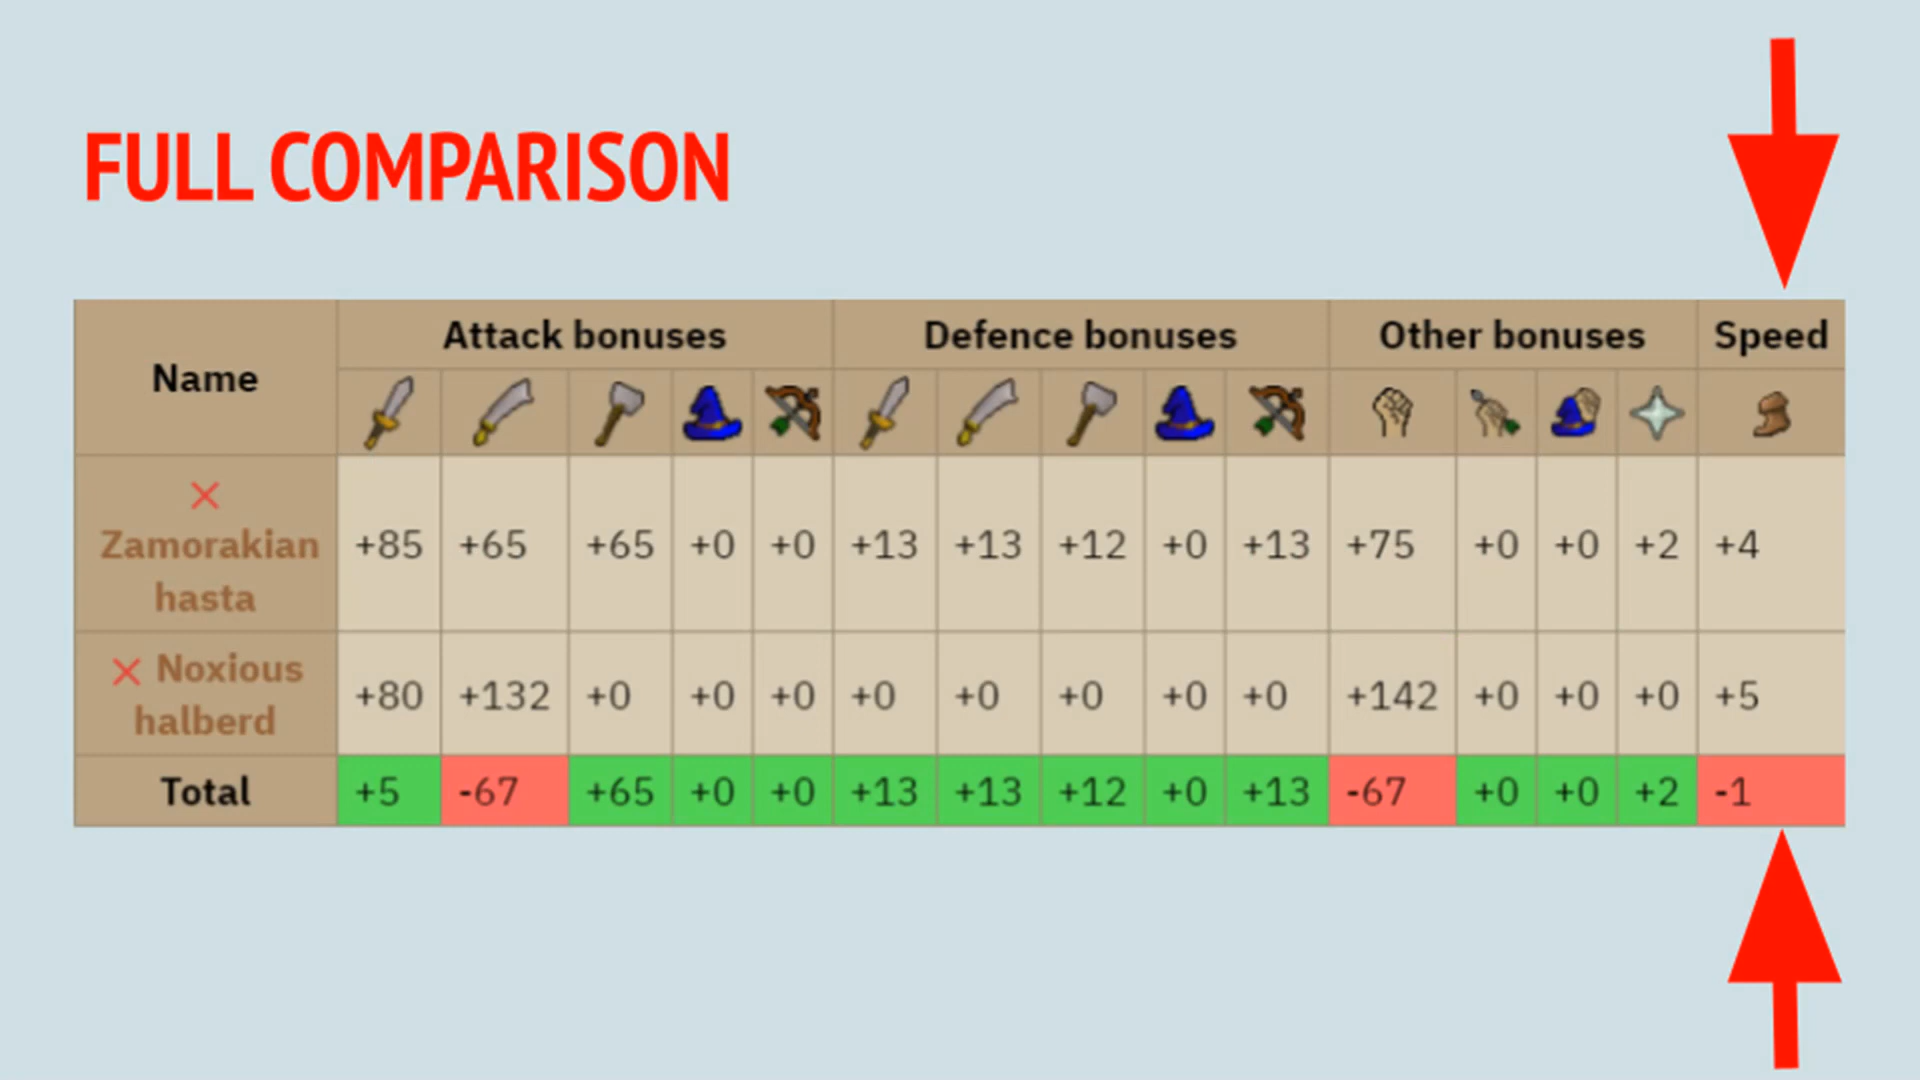 FULL COMPARISON
Name Attack bonuses Defence bonuses Other bonuses Speed
Zamorakian hasta +85 +65 +65 +0 +0 +13 +13 +12 +0 +13 +75 +0 +0 +2 +4
Noxious halberd +80 +132 +0 +0 +0 +0 +0 +0 +0 +0 +142 +0 +0 +0 +5
Total +5 -67 +65 +0 +0 +13 +13 +12 +0 +13 -67 +0 +0 +2 -1